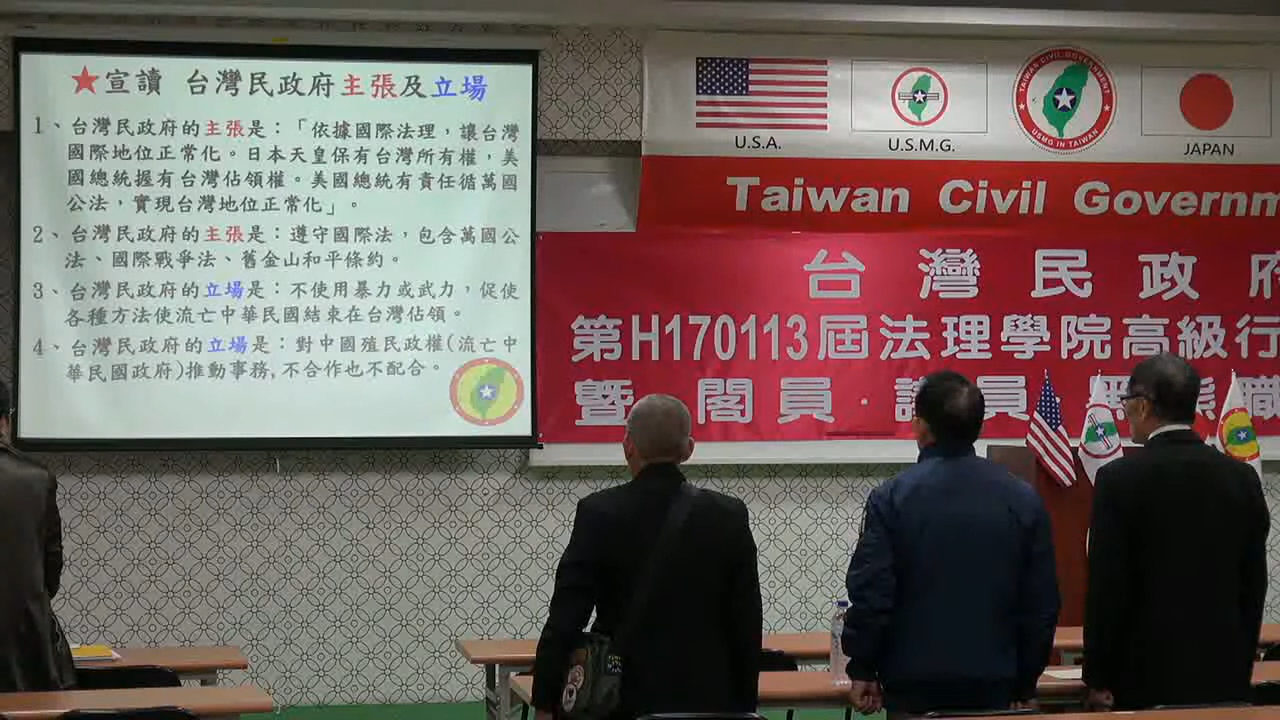 ★宣讀 台灣民政府主張及立場
1、台灣民政府的主張是：「依據國際法理，讓台灣
國際地位正常化。日本天皇保有台灣所有權，美
國總統握有台灣佔領權。美國總統有責任循萬國
公法，實現台灣地位正常化」。
2、台灣民政府的主張是：遵守國際法，包含萬國公
法、國際戰爭法、舊金山和平條約。
3、台灣民政府的立場是：不使用暴力或武力，促使
各種方法使流亡中華民國結束在台灣佔領。
4、台灣民政府的立場是：對中國殖民政權(流亡中
華民國政府)推動事務,不合作也不配合。
U.S.A.
U.S.M.G.
TAIWAN CIVIL GOVERNMENT
USMG IN TAIWAN
JAPAN
Taiwan Civil Governm
台灣民政府
第H170113屆法理學院高級行
暨 閣員·議員·黑熊職